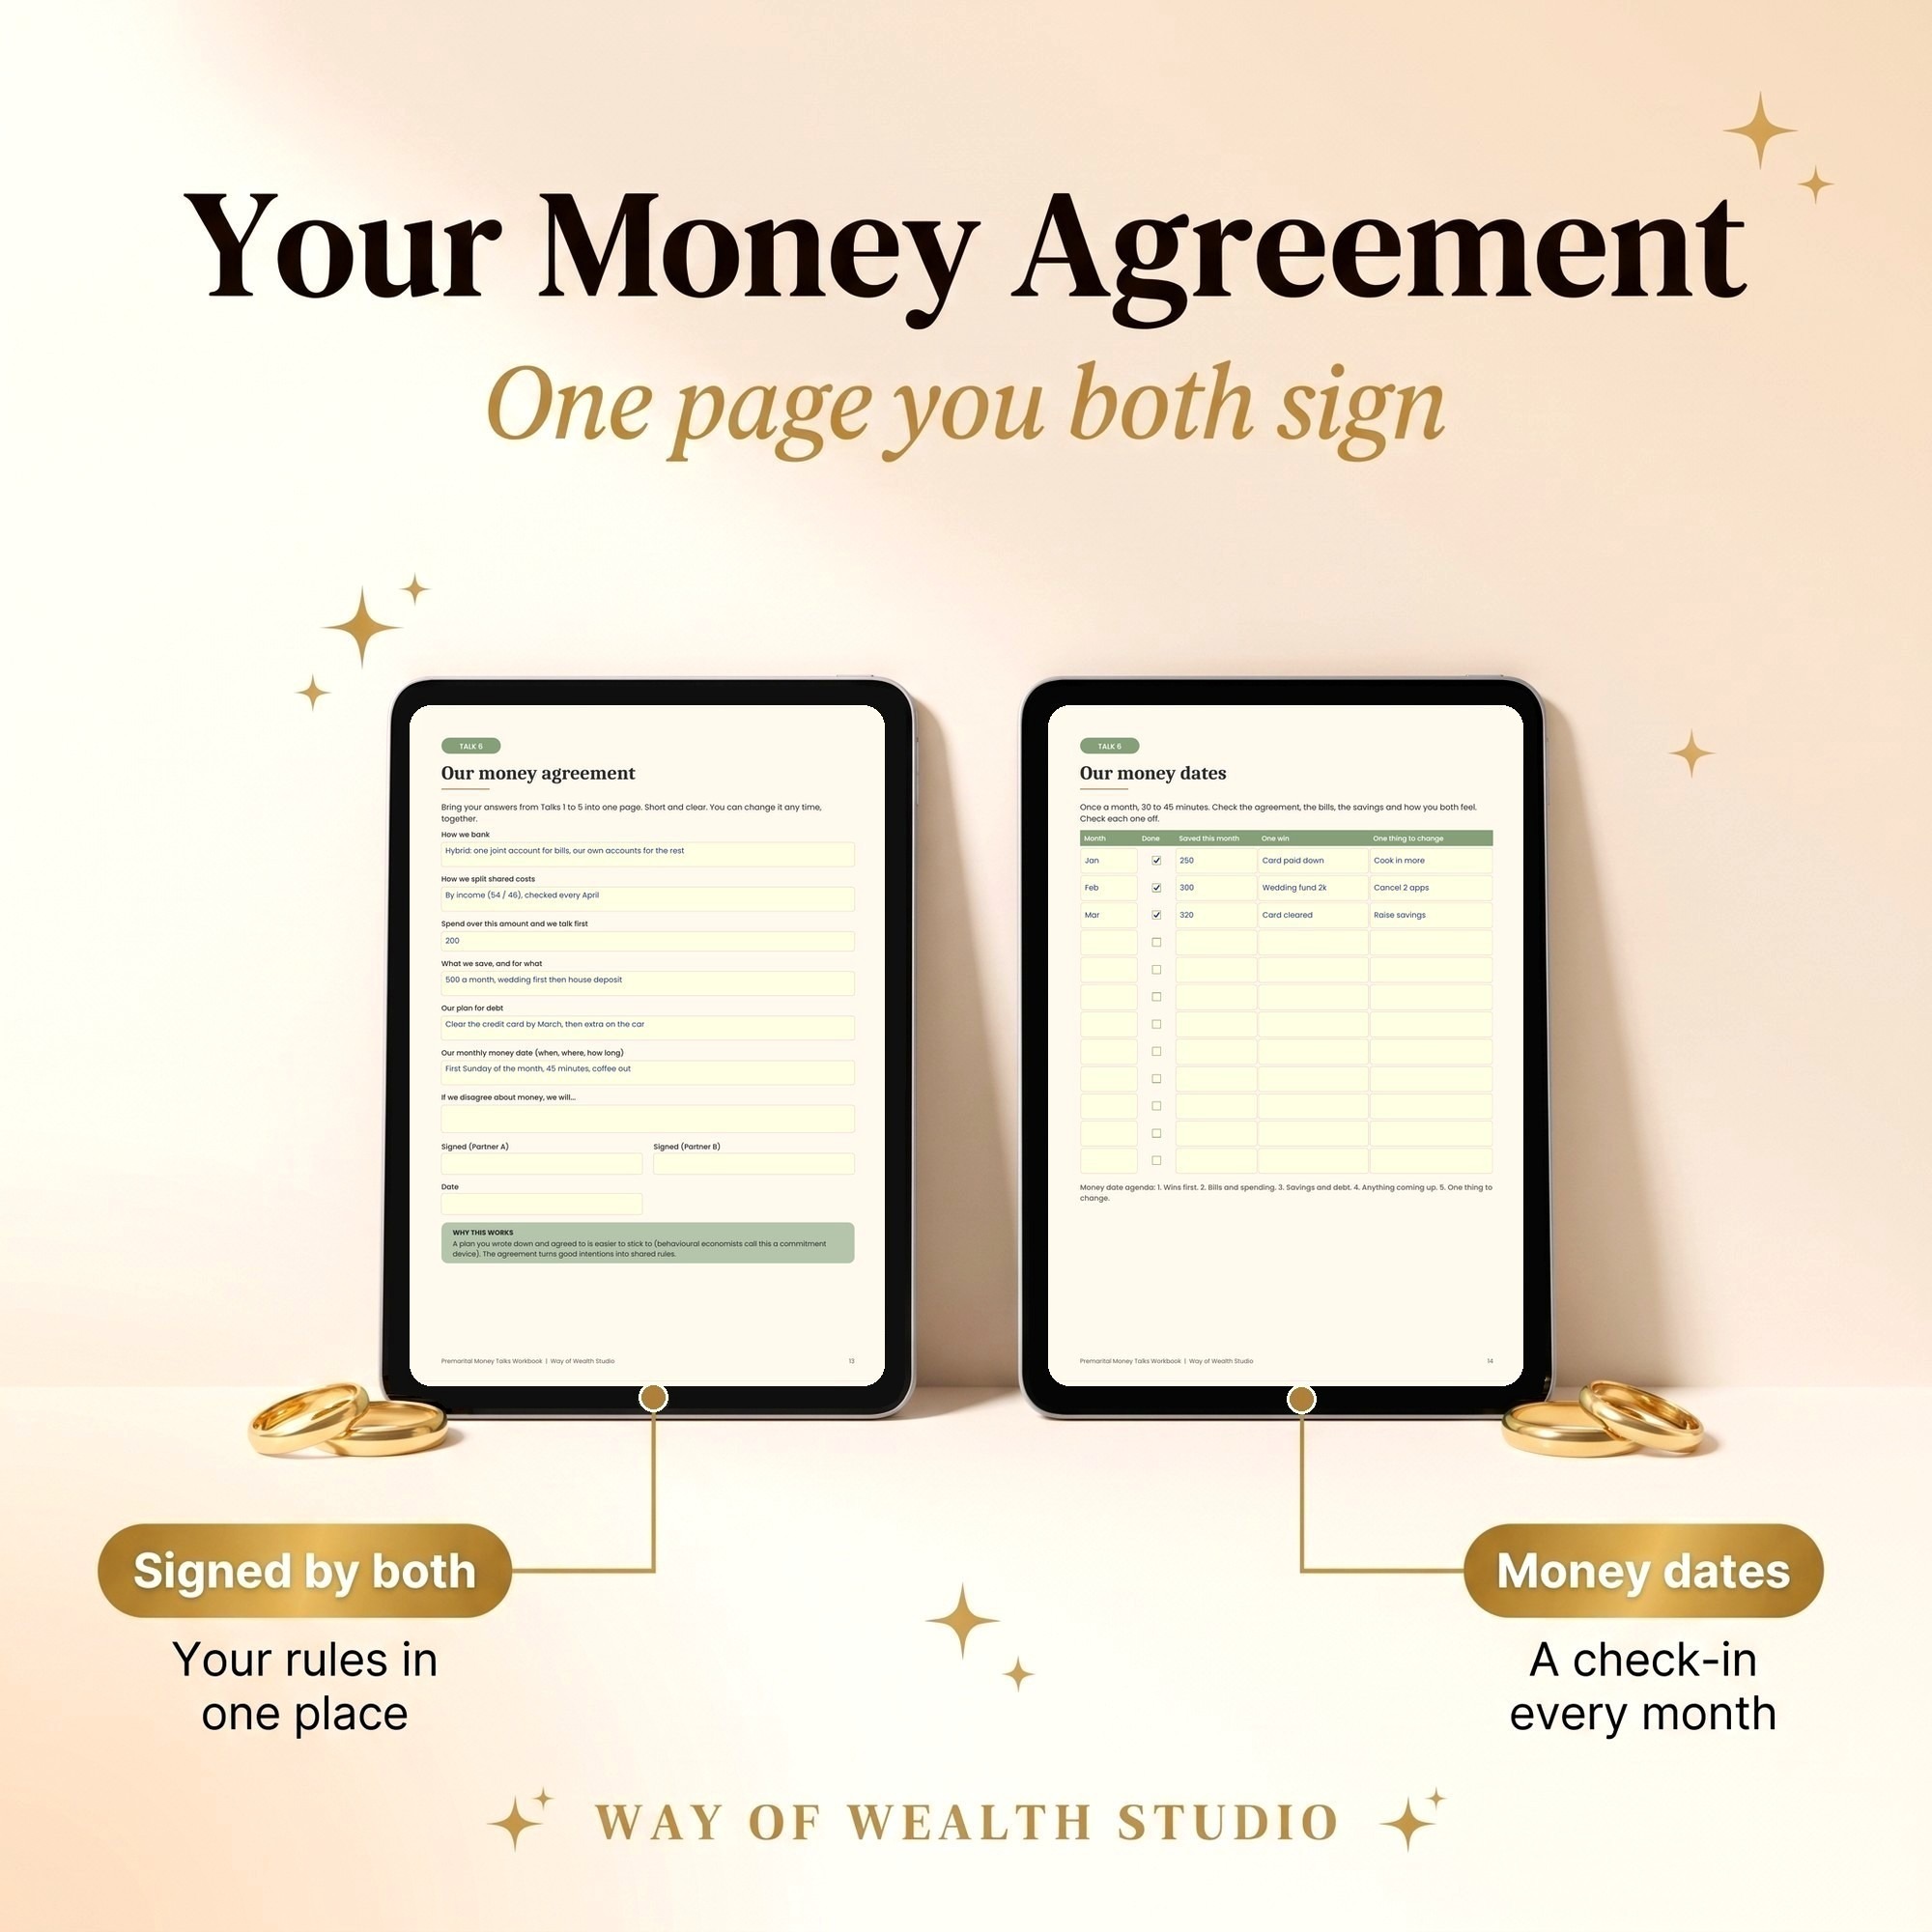 Your Money Agreement
One page you both sign
TALK 6
Our money agreement
Bring your answers from Talks 1 to 5 into one page. Short and clear. You can change it any time,
together.
How we bank
Hybrid: one joint account for bills, our own accounts for the rest
How we split shared costs
By income (54 / 46), checked every April
Spend over this amount and we talk first
200
What we save, and for what
500 a month, wedding first then house deposit
Our plan for debt
Clear the credit card by March, then extra on the car
Our monthly money date (when, where, how long)
First Sunday of the month, 45 minutes, coffee out
If we disagree about money, we will...
Signed (Partner A) Signed (Partner B)
Date
WHY THIS WORKS
A plan you wrote down and agreed to is easier to stick to (behavioural economists call this a commitment
device). The agreement turns good intentions into shared rules.
Premarital Money Talks Workbook | Way of Wealth Studio 13
TALK 6
Our money dates
Once a month, 30 to 45 minutes. Check the agreement, the bills, the savings and how you both feel.
Check each one off.
Month Done Saved this month One win One thing to change
Jan 250 Card paid down Cook in more
Feb 300 Wedding fund 2k Cancel 2 apps
Mar 320 Card cleared Raise savings
Money date agenda: 1. Wins first. 2. Bills and spending. 3. Savings and debt. 4. Anything coming up. 5. One thing to
change.
Premarital Money Talks Workbook | Way of Wealth Studio 14
Signed by both
Your rules in
one place
Money dates
A check-in
every month
WAY OF WEALTH STUDIO